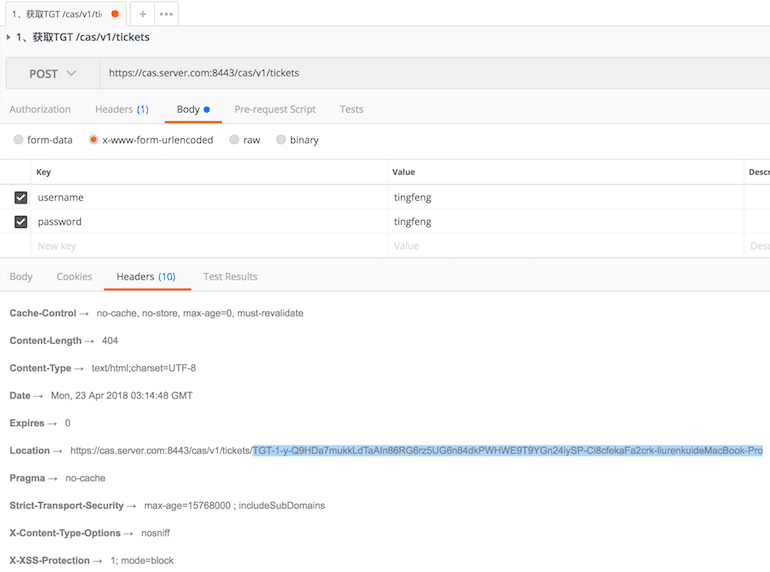 1、获取TGT /cas/v1/tic
1、获取TGT /cas/v1/tickets
POST https://cas.server.com:8443/cas/v1/tickets
Authorization Headers (1) Body Pre-request Script Tests
form-data x-www-form-urlencoded raw binary
Key Value Descr
username tingfeng
password tingfeng
New key Value Desc
Body Cookies Headers (10) Test Results
Cache-Control → no-cache, no-store, max-age=0, must-revalidate
Content-Length → 404
Content-Type → text/html;charset=UTF-8
Date → Mon, 23 Apr 2018 03:14:48 GMT
Expires → 0
Location → https://cas.server.com:8443/cas/v1/tickets/TGT-1-y-Q9HDa7mukkLdTaAIn86RG6rz5UG6n84dkPWHWE9T9YGn24iySP-Ci8cfekaFa2crk-liurenkuideMacBook-Pro
Pragma → no-cache
Strict-Transport-Security → max-age=15768000 ; includeSubDomains
X-Content-Type-Options → nosniff
X-XSS-Protection → 1; mode=block